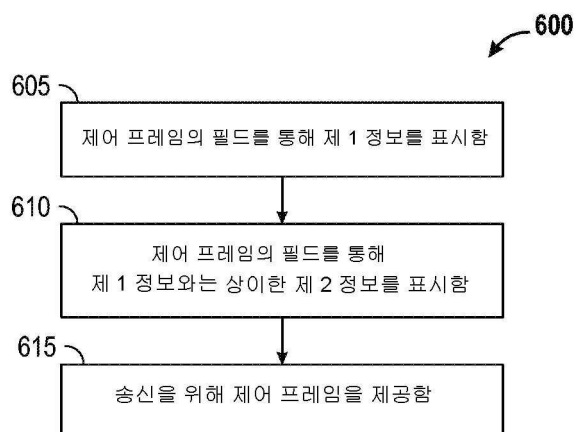 600
605
제어 프레임의 필드를 통해 제 1 정보를 표시함
610
제어 프레임의 필드를 통해
제 1 정보와는 상이한 제 2 정보를 표시함
615
송신을 위해 제어 프레임을 제공함